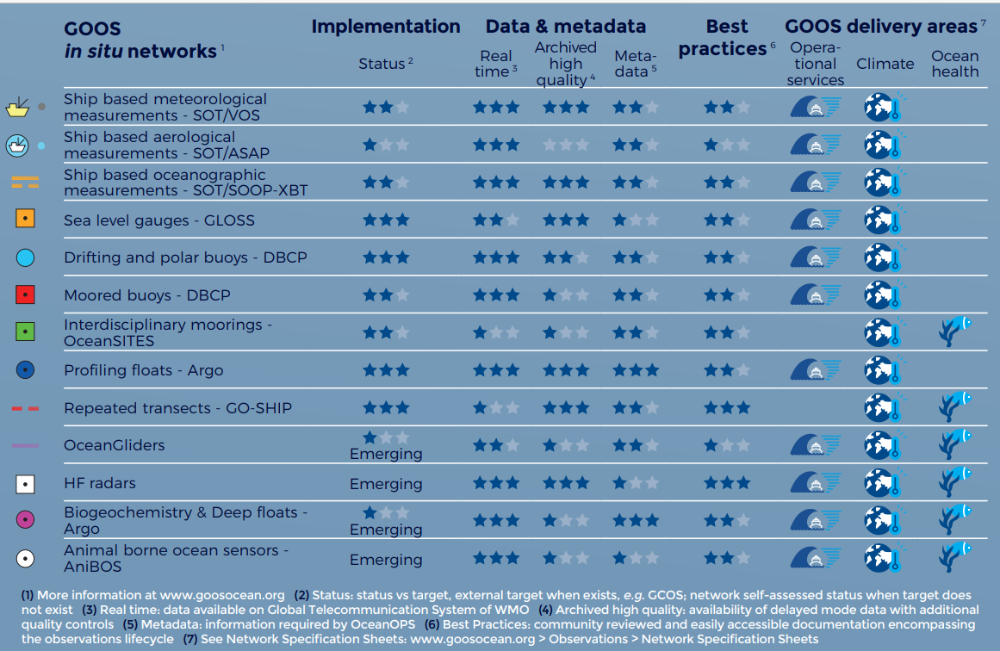 GOOS
in situ networks 1
Implementation
Status 2
Data & metadata
Real
time 3
Archived
high
quality 4
Meta-
data 5
Best
practices 6
GOOS delivery areas 7
Opera-
tional
services
Climate
Ocean
health
Ship based meteorological
measurements - SOT/VOS
Ship based aerological
measurements - SOT/ASAP
Ship based oceanographic
measurements - SOT/SOOP-XBT
Sea level gauges - GLOSS
Drifting and polar buoys - DBCP
Moored buoys - DBCP
Interdisciplinary moorings -
OceanSITES
Profiling floats - Argo
Repeated transects - GO-SHIP
OceanGliders
Emerging
HF radars
Emerging
Biogeochemistry & Deep floats -
Argo
Emerging
Animal borne ocean sensors -
AniBOS
Emerging
(1) More information at www.goosocean.org (2) Status: status vs target, external target when exists, e.g. GCOS; network self-assessed status when target does
not exist (3) Real time: data available on Global Telecommunication System of WMO (4) Archived high quality: availability of delayed mode data with additional
quality controls (5) Metadata: information required by OceanOPS (6) Best Practices: community reviewed and easily accessible documentation encompassing
the observations lifecycle (7) See Network Specification Sheets: www.goosocean.org > Observations > Network Specification Sheets